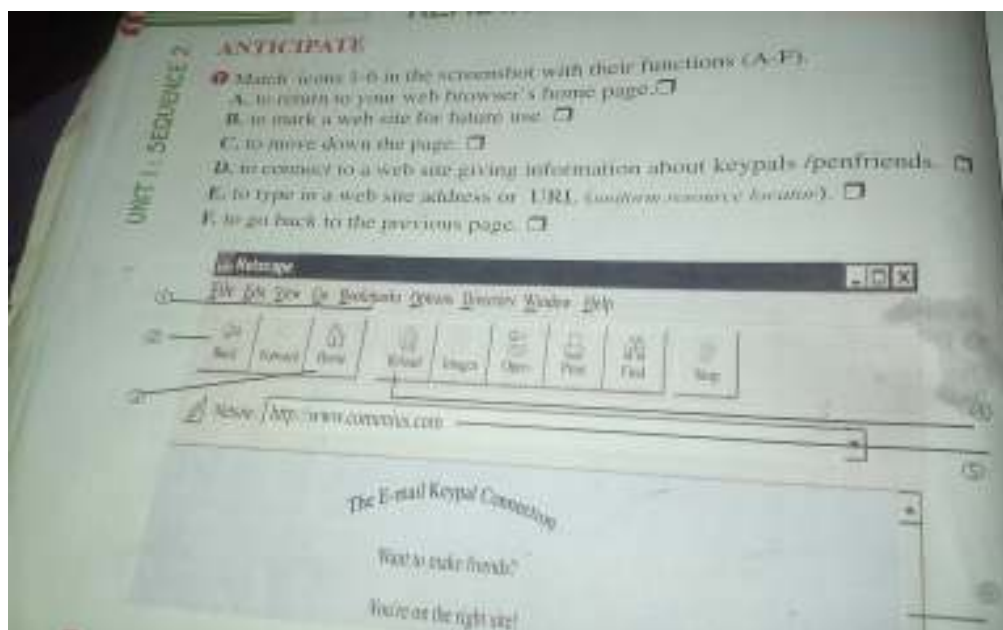 UNIT 1 : SEQUENCE 2
ANTICIPATE
1 Match icons 1-6 in the screenshot with their functions (A-F).
A. to return to your web browser's home page.
B. to mark a web site for future use.
C. to move down the page.
D. to connect to a web site giving information about keypals /penfriends.
E. to type in a web site address or URL (uniform resource locator).
F. to go back to the previous page.
Netscape
File Edit View Go Bookmarks Options Directory Window Help
Back Forward Home Reload Images Open Print Find Stop
http://www.comenius.com
The E-mail Keypal Connection
Want to make friends?
You're on the right site!